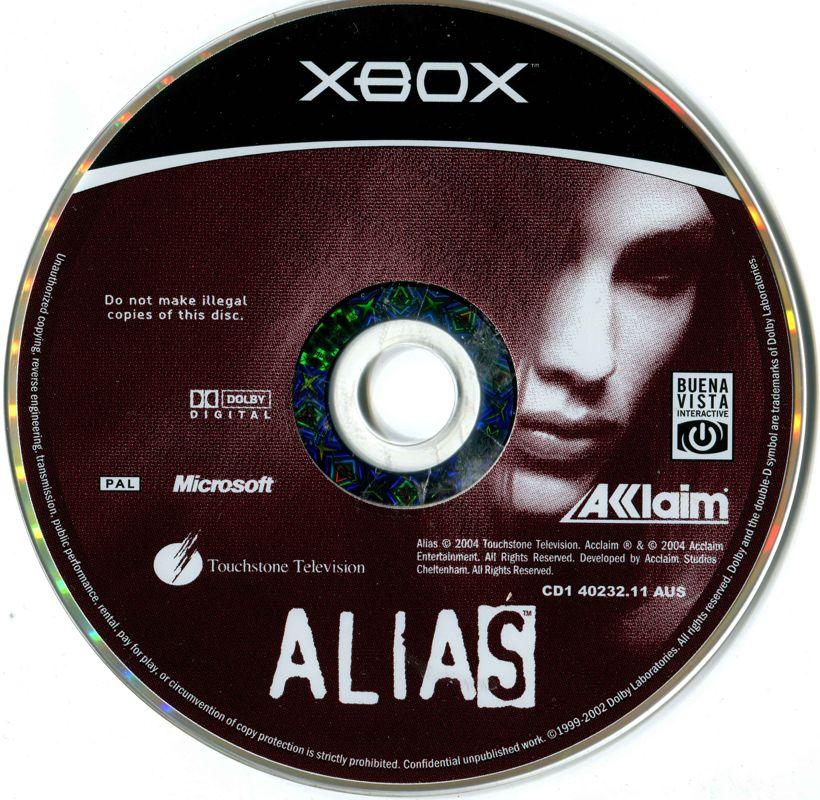 XBOX™
Do not make illegal
copies of this disc.
DOLBY
DIGITAL
BUENA
VISTA
INTERACTIVE
PAL
Microsoft
AKKlaim
Touchstone Television
Alias © 2004 Touchstone Television. Acclaim ® & © 2004 Acclaim
Entertainment. All Rights Reserved. Developed by Acclaim Studios
Cheltenham. All Rights Reserved.
CD1 40232.11 AUS
ALIAS™
Unauthorized copying, reverse engineering, transmission, public performance, rental, pay for play, or circumvention of copy protection is strictly prohibited. Confidential unpublished work. ©1999-2002 Dolby Laboratories. All rights reserved. Dolby and the double-D symbol are trademarks of Dolby Laboratories.